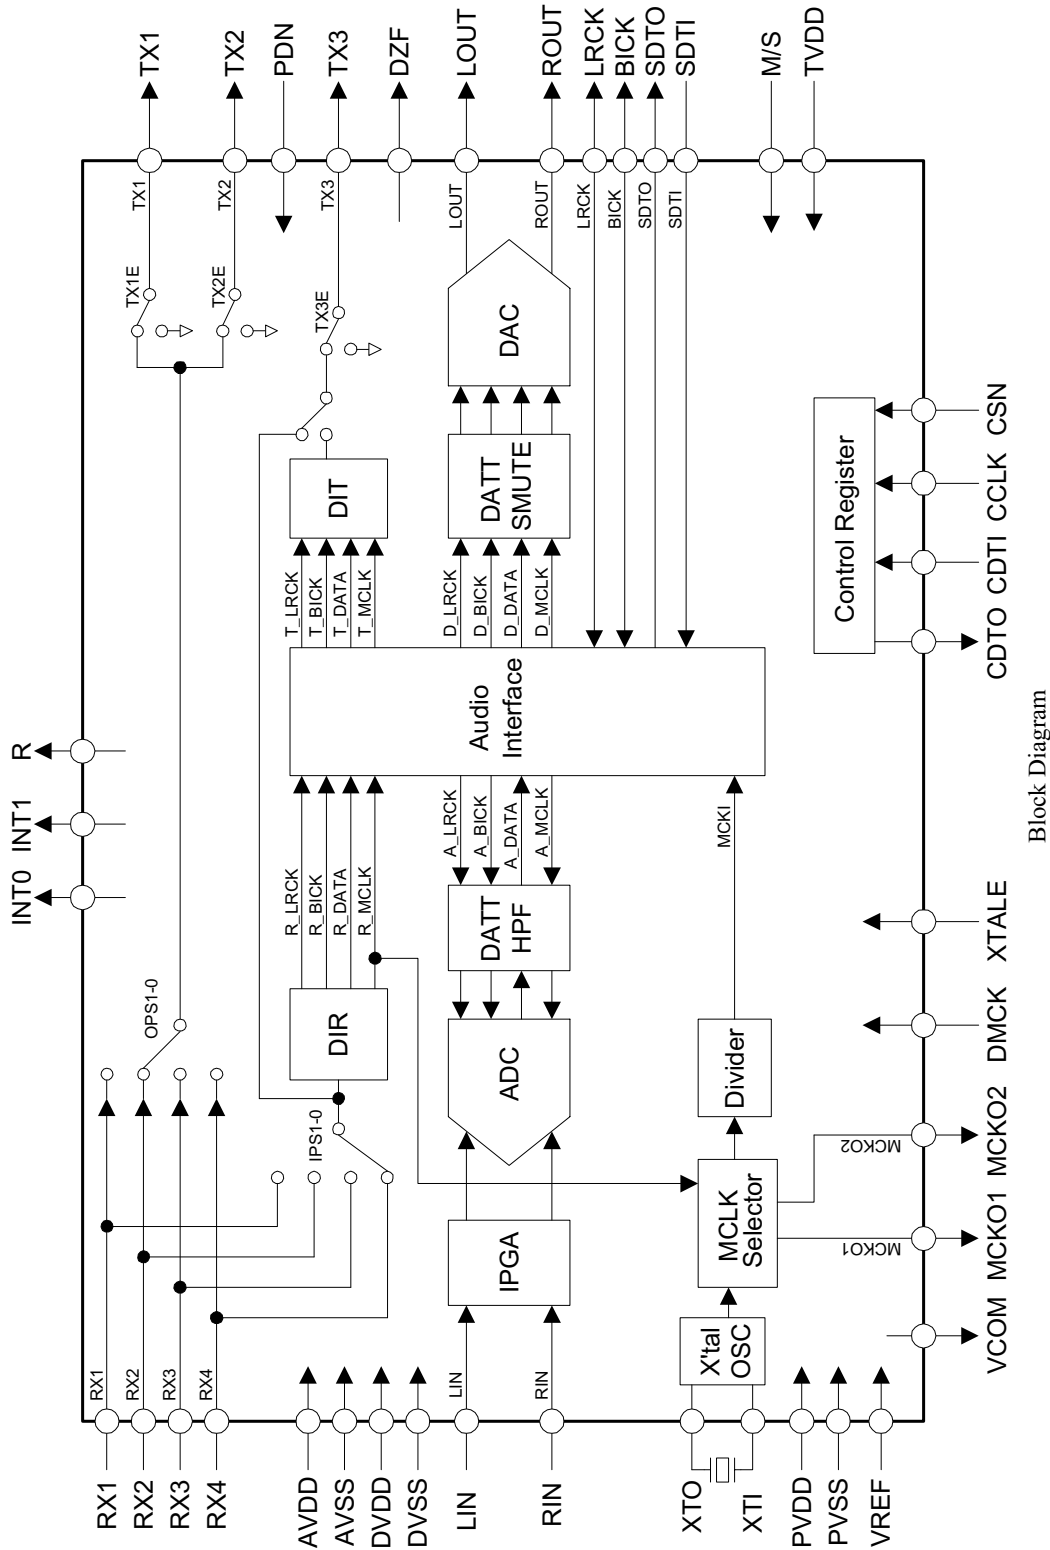 INT0
INT1
R
RX1
RX2
RX3
RX4
AVDD
AVSS
DVDD
DVSS
LIN
RIN
XTO
XTI
PVDD
PVSS
VREF
RX1
RX2
RX3
RX4
LIN
RIN
IPS1-0
OPS1-0
IPGA
ADC
DATT
HPF
DIR
R_LRCK
R_BICK
R_DATA
R_MCLK
A_LRCK
A_BICK
A_DATA
A_MCLK
X'tal
OSC
MCLK
Selector
Divider
MCKI
MCKO1
MCKO2
Audio
Interface
T_LRCK
T_BICK
T_DATA
T_MCLK
D_LRCK
D_BICK
D_DATA
D_MCLK
DIT
DATT
SMUTE
DAC
Control Register
TX1E
TX2E
TX3E
TX1
TX2
TX3
LOUT
ROUT
LRCK
BICK
SDTO
SDTI
TX1
TX2
PDN
TX3
DZF
LOUT
ROUT
LRCK
BICK
SDTO
SDTI
M/S
TVDD
VCOM
MCKO1
MCKO2
DMCK
XTALE
CDTO
CDTI
CCLK
CSN
Block Diagram